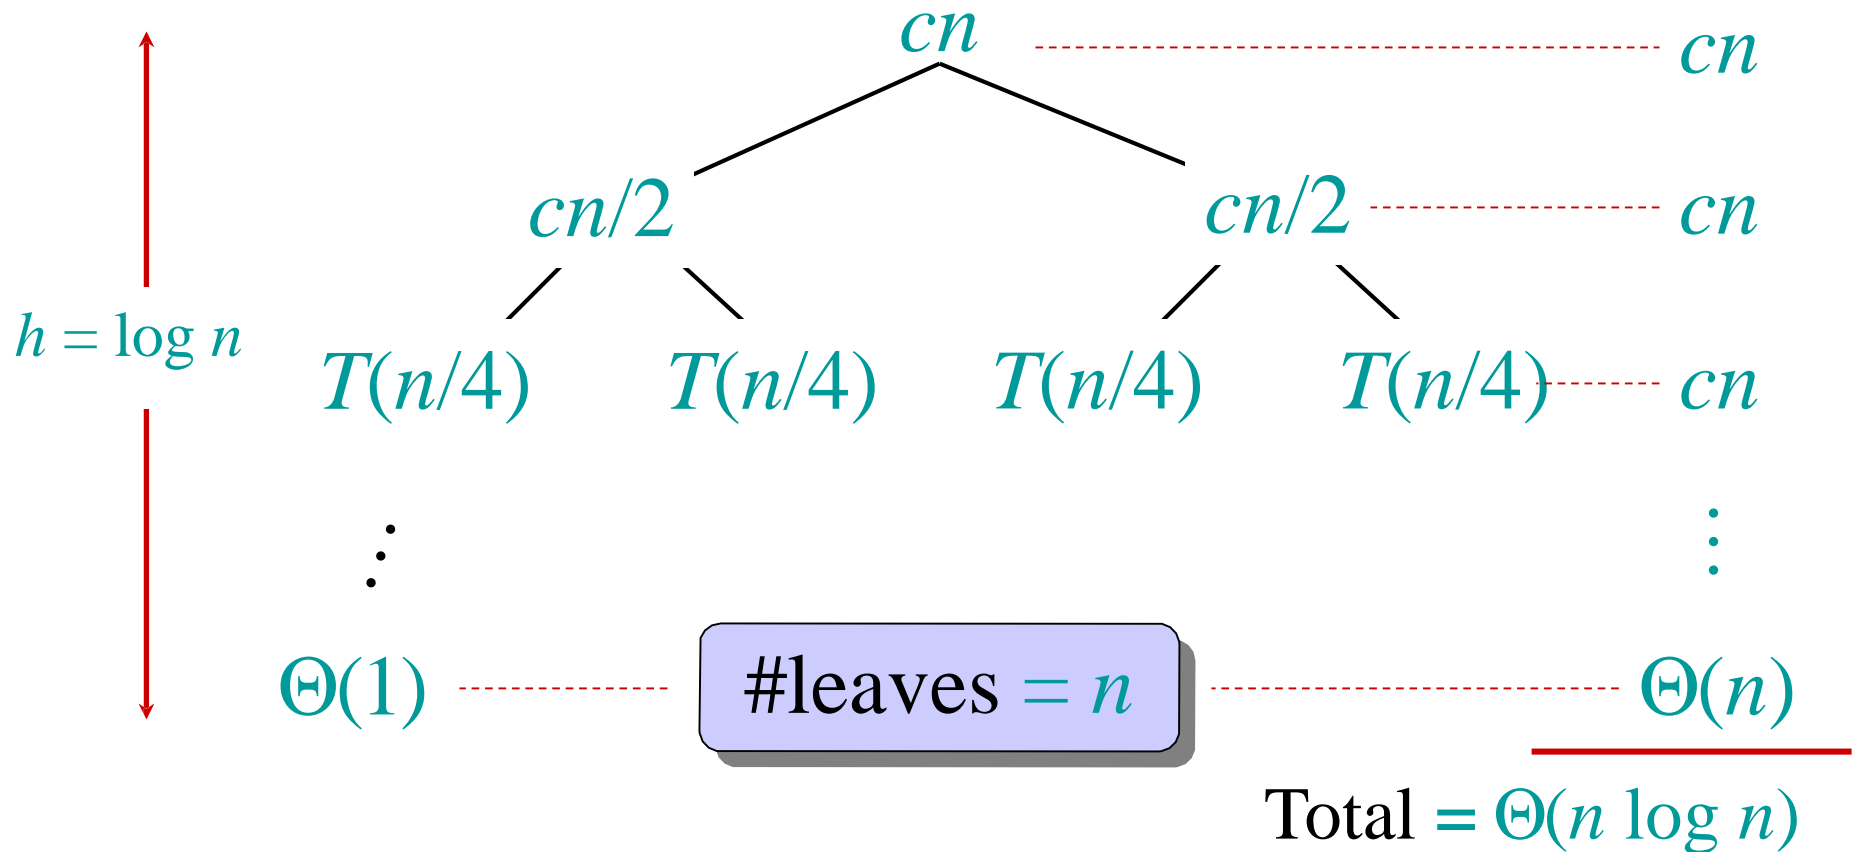 cn cn
cn/2 cn/2 cn
h = log n
T(n/4) T(n/4) T(n/4) T(n/4) cn
⋮
Θ(1) #leaves = n Θ(n)
Total = Θ(n log n)